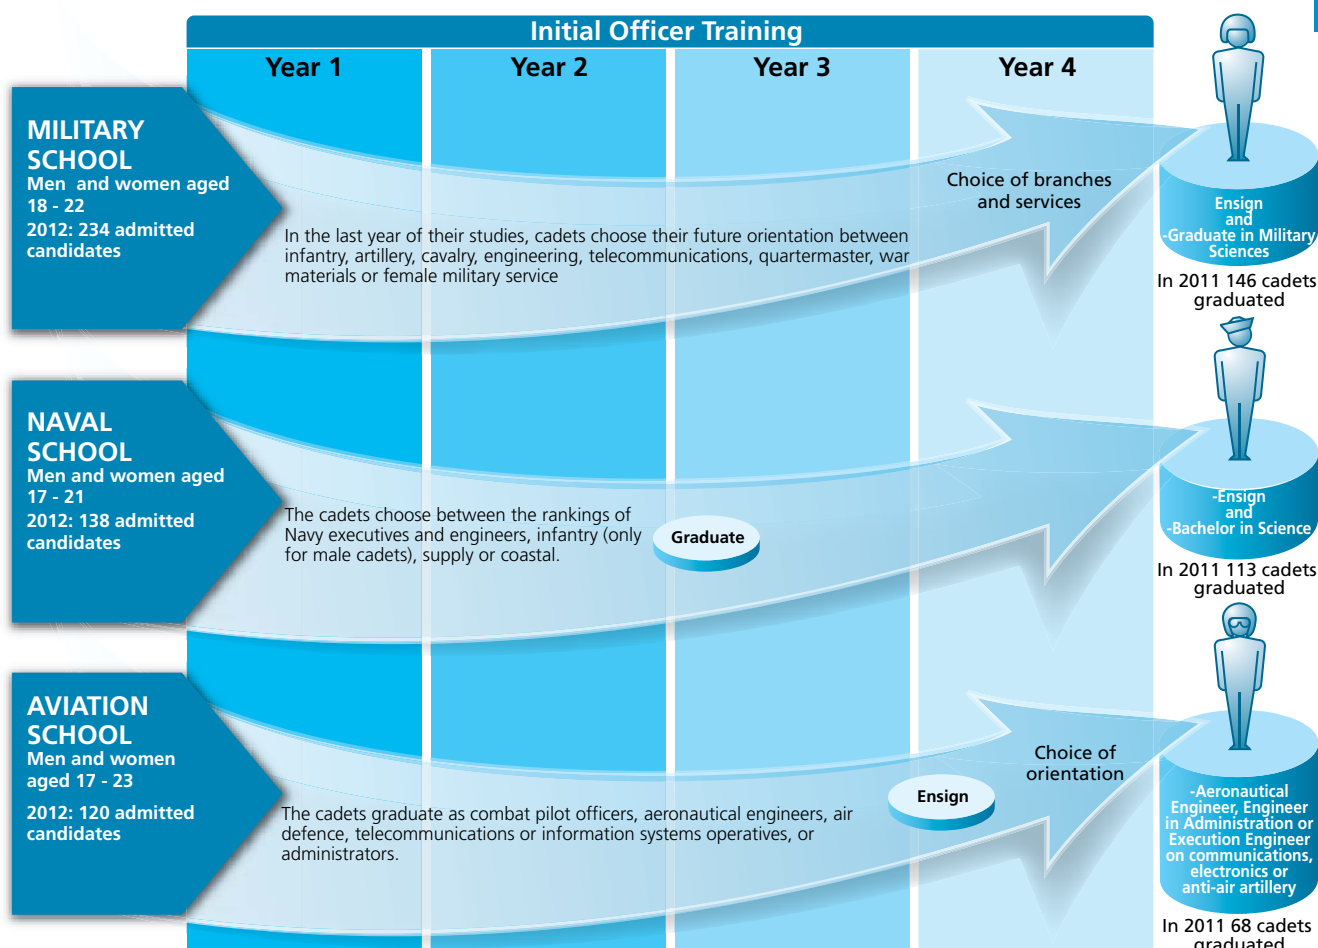 Initial Officer Training
Year 1
Year 2
Year 3
Year 4
MILITARY
SCHOOL
Men and women aged
18 - 22
2012: 234 admitted
candidates
In the last year of their studies, cadets choose their future orientation between
infantry, artillery, cavalry, engineering, telecommunications, quartermaster, war
materials or female military service
Choice of branches
and services
Ensign
and
-Graduate in Military
Sciences
In 2011 146 cadets
graduated
NAVAL
SCHOOL
Men and women aged
17 - 21
2012: 138 admitted
candidates
The cadets choose between the rankings of
Navy executives and engineers, infantry (only
for male cadets), supply or coastal.
Graduate
-Ensign
and
-Bachelor in Science
In 2011 113 cadets
graduated
AVIATION
SCHOOL
Men and women
aged 17 - 23
2012: 120 admitted
candidates
The cadets graduate as combat pilot officers, aeronautical engineers, air
defence, telecommunications or information systems operatives, or
administrators.
Ensign
Choice of
orientation
-Aeronautical
Engineer, Engineer
in Administration or
Execution Engineer
on communications,
electronics or
anti-air artillery
In 2011 68 cadets
graduated